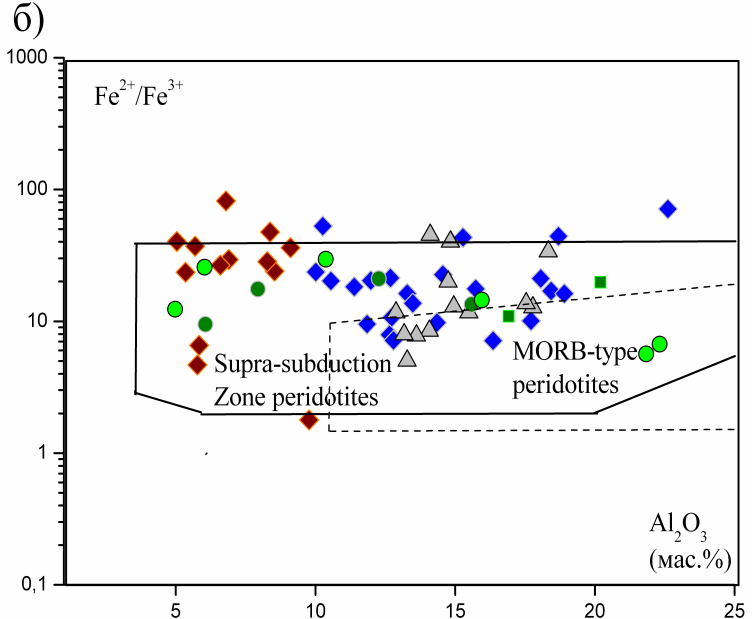 б)
1000
Fe²⁺/Fe³⁺
100
10
Supra-subduction
Zone peridotites
MORB-type
peridotites
1
Al₂O₃
(мас.%)
0,1
5 10 15 20 25